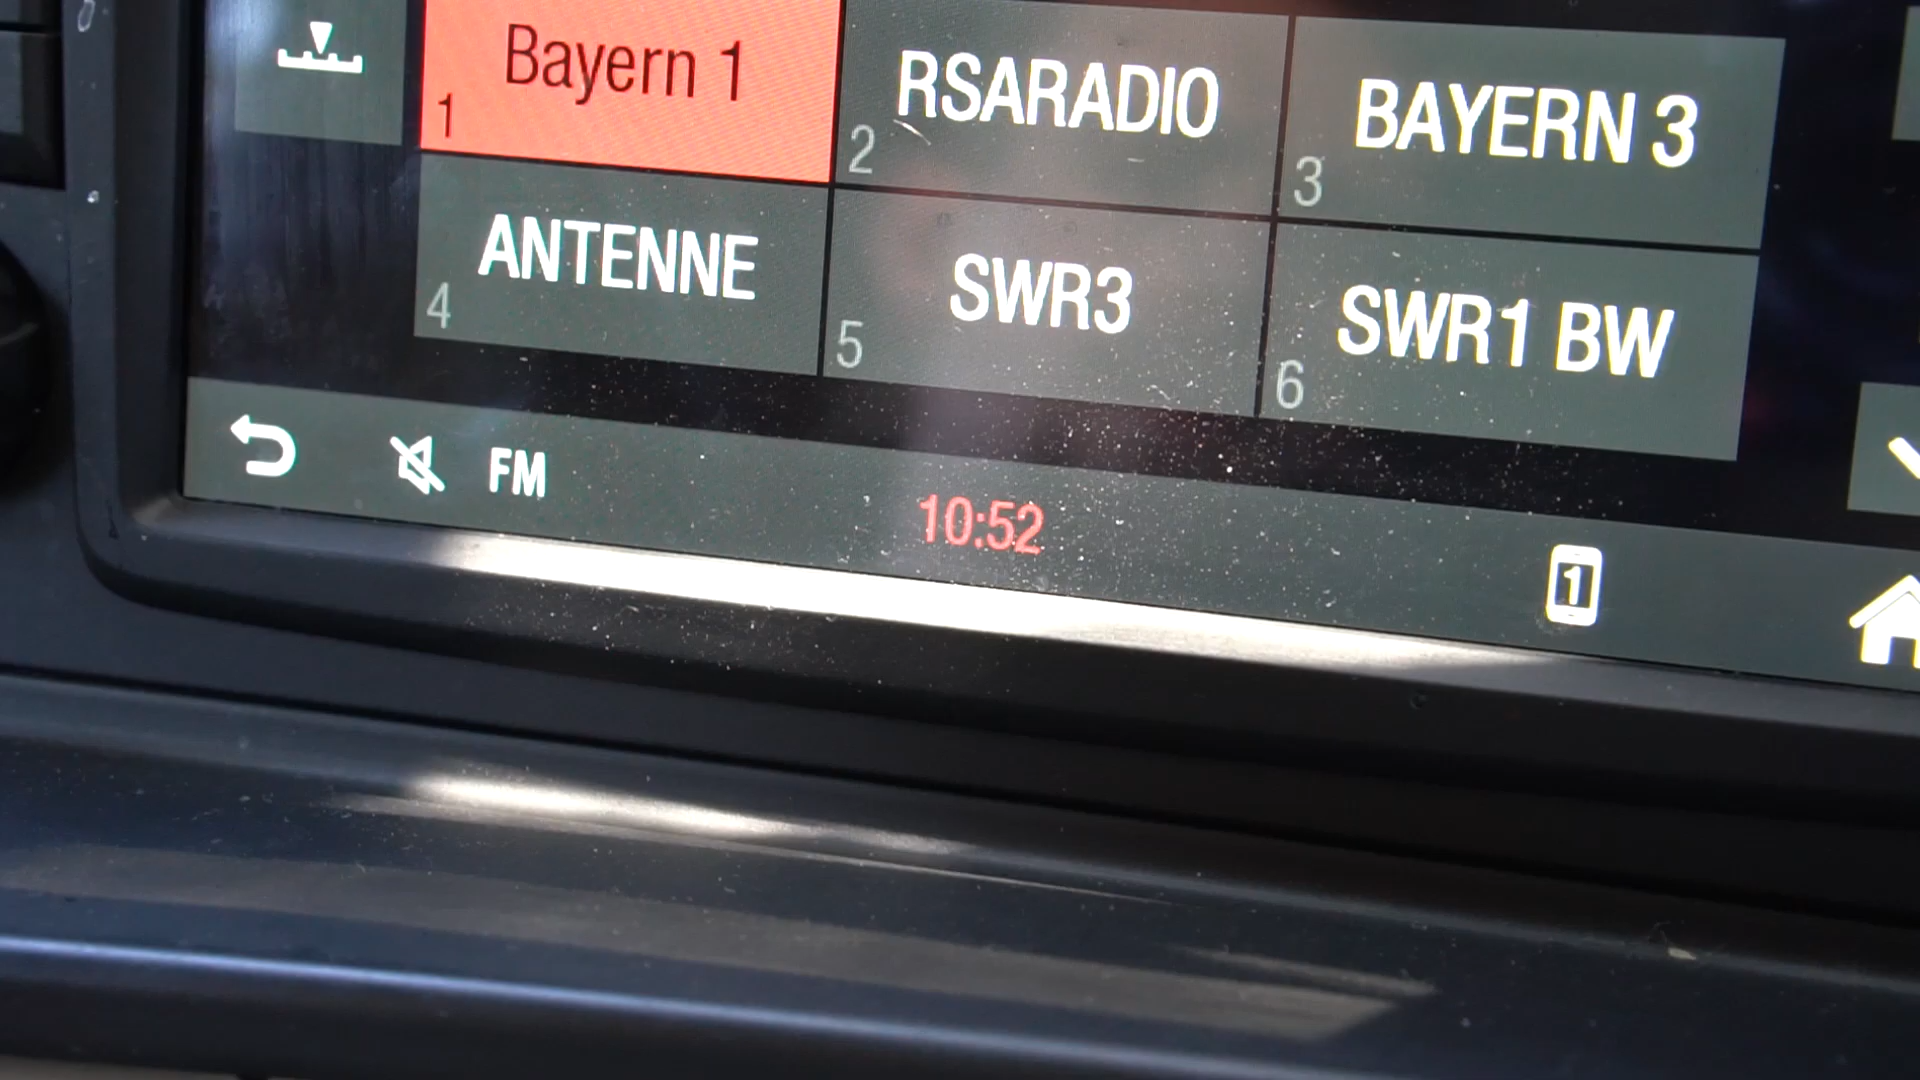 Bayern 1
1
RSARADIO
2
BAYERN 3
3
ANTENNE
4
SWR3
5
SWR1 BW
6
FM
10:52
1